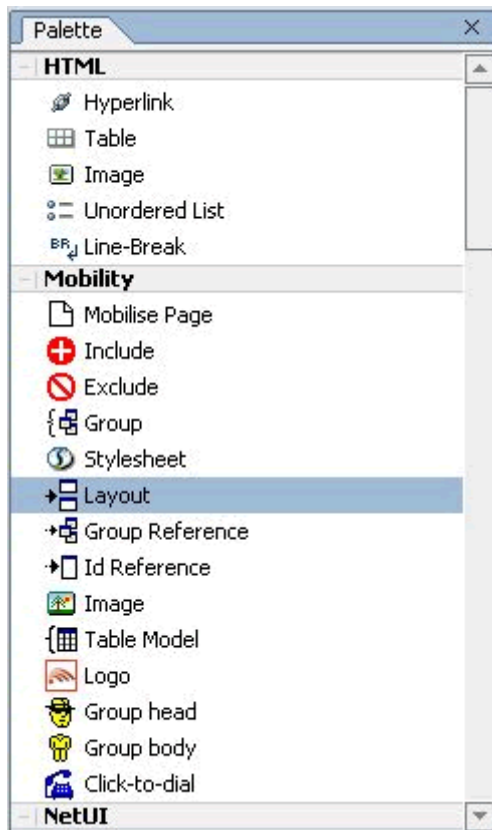 Palette
HTML
Hyperlink
Table
Image
Unordered List
BR Line-Break
Mobility
Mobilise Page
Include
Exclude
Group
Stylesheet
Layout
Group Reference
Id Reference
Image
Table Model
Logo
Group head
Group body
Click-to-dial
NetUI